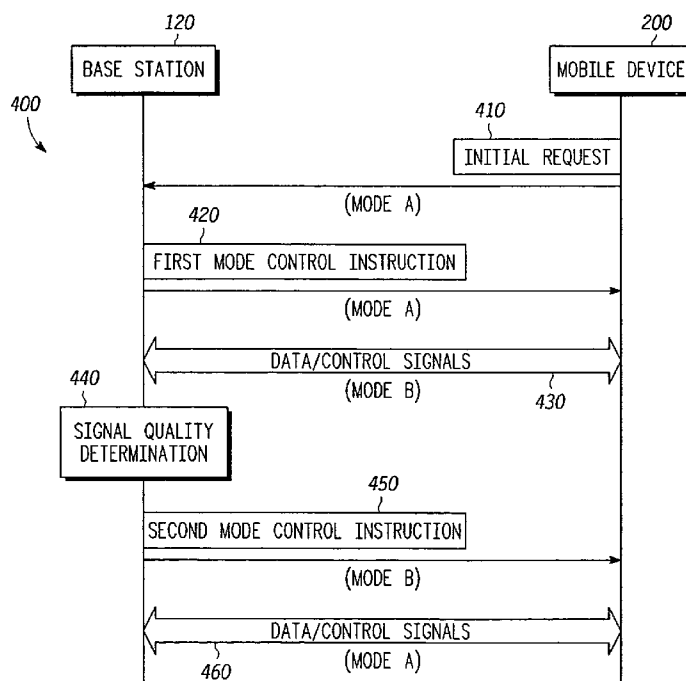 120
200
BASE STATION
MOBILE DEVICE
400
410
INITIAL REQUEST
(MODE A)
420
FIRST MODE CONTROL INSTRUCTION
(MODE A)
DATA/CONTROL SIGNALS
(MODE B)
430
440
SIGNAL QUALITY
DETERMINATION
450
SECOND MODE CONTROL INSTRUCTION
(MODE B)
DATA/CONTROL SIGNALS
460
(MODE A)